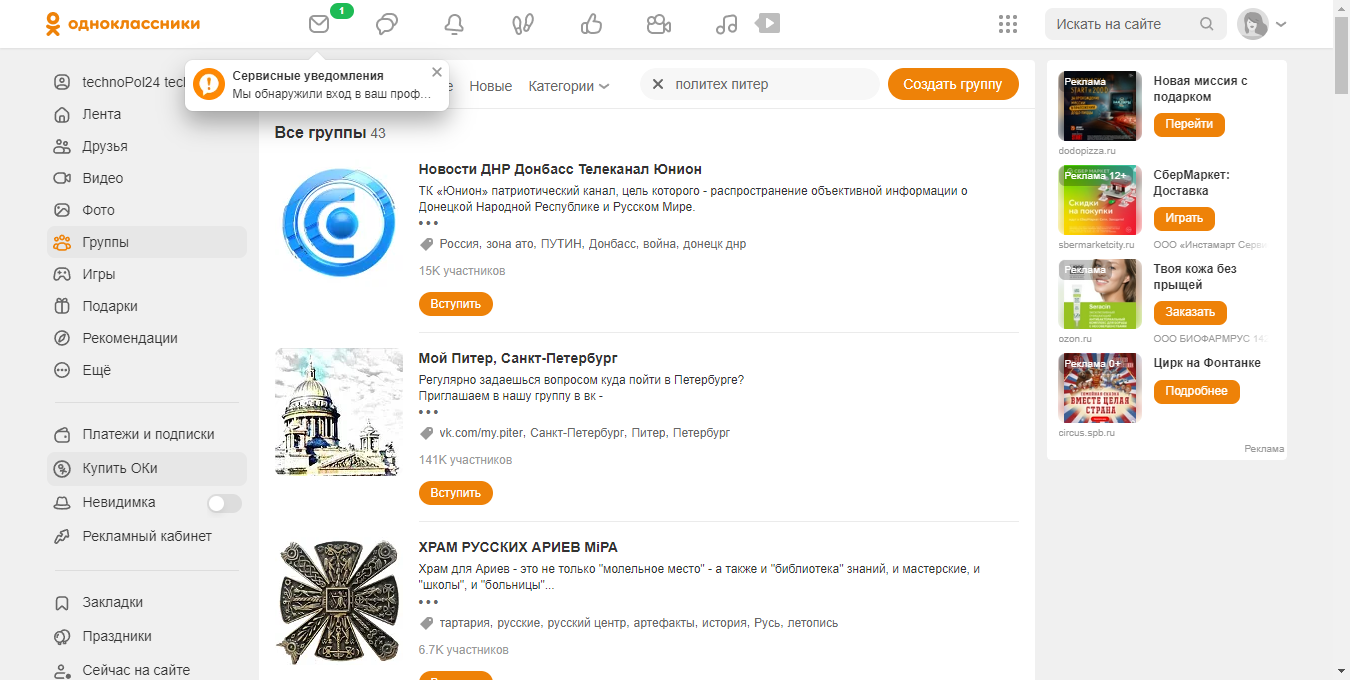 одноклассники
1
Искать на сайте
Сервисные уведомления
Мы обнаружили вход в ваш проф…
technoPol24
Лента
Друзья
Видео
Фото
Группы
Игры
Подарки
Рекомендации
Ещё
Платежи и подписки
Купить ОКи
Невидимка
Рекламный кабинет
Закладки
Праздники
Сейчас на сайте
Новые
Категории
политех питер
Создать группу
Все группы 43
Новости ДНР Донбасс Телеканал Юнион
ТК «Юнион» патриотический канал, цель которого - распространение объективной информации о
Донецкой Народной Республике и Русском Мире.
Россия, зона ато, ПУТИН, Донбасс, война, донецк днр
15K участников
Вступить
Мой Питер, Санкт-Петербург
Регулярно задаешься вопросом куда пойти в Петербурге?
Приглашаем в нашу группу в вк -
vk.com/my.piter, Санкт-Петербург, Питер, Петербург
141K участников
Вступить
ХРАМ РУССКИХ АРИЕВ МiРА
Храм для Ариев - это не только "молельное место" - а также и "библиотека" знаний, и мастерские, и
"школы", и "больницы"...
тартария, русские, русский центр, артефакты, история, Русь, летопись
6.7K участников
Реклама
Новая миссия с
подарком
Перейти
dodopizza.ru
Реклама 12+
Скидки
на покупки
СберМаркет:
Доставка
Играть
sbermarketcity.ru
ООО «Инстамарт Серв
Реклама
Seracin
Твоя кожа без
прыщей
Заказать
ozon.ru
ООО БИОФАРМРУС
Реклама 0+
ВМЕСТЕ ЦЕЛАЯ
СТРАНА
Цирк на Фонтанке
Подробнее
circus.spb.ru
Реклама